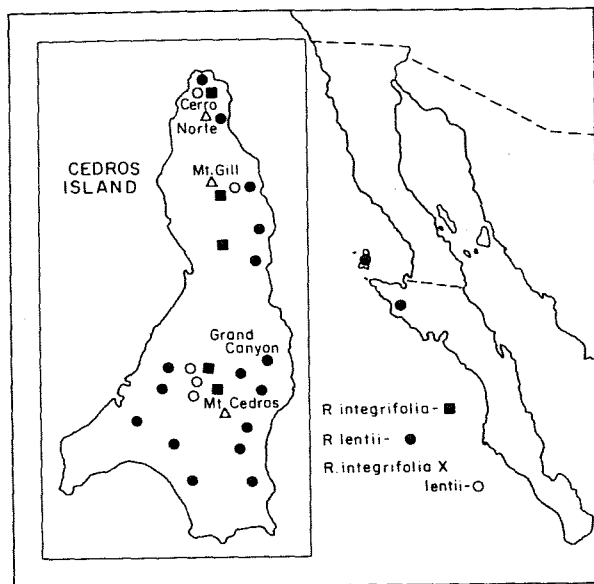 Cerro
Norte
CEDROS
ISLAND
Mt. Gill
Grand
Canyon
Mt. Cedros
R integrifolia-
R lentii-
R. integrifolia X
lentii-